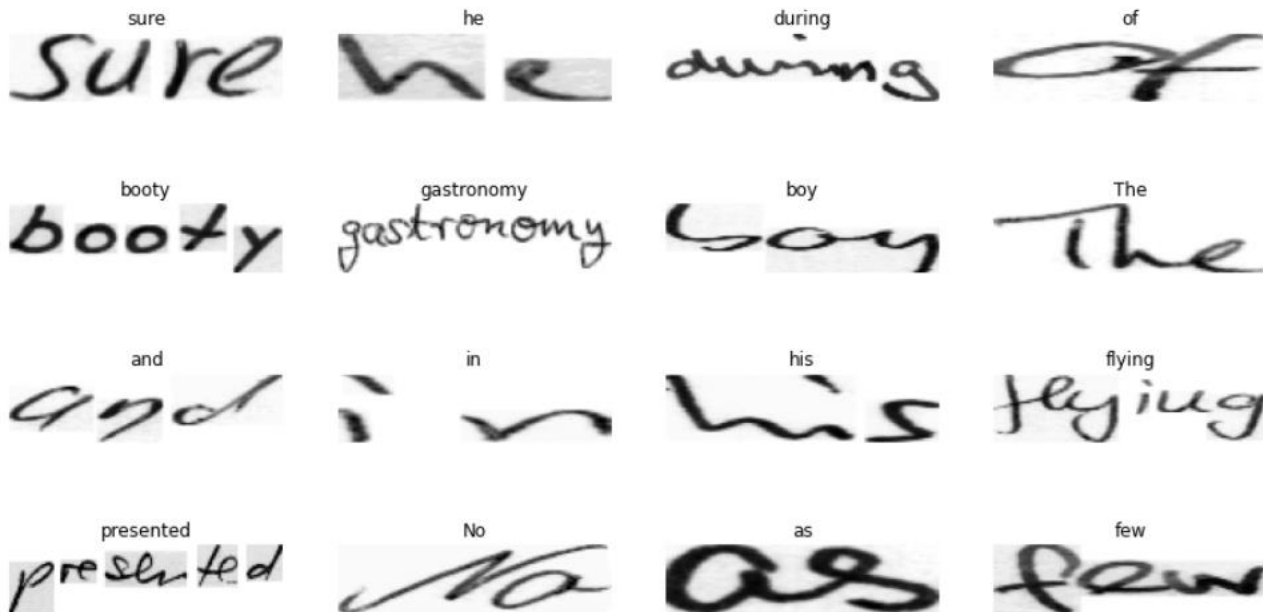 sure he during of
sure he during of
booty gastronomy boy The
booty gastronomy boy The
and in his flying
and in his flying
presented No as few
presented No as few